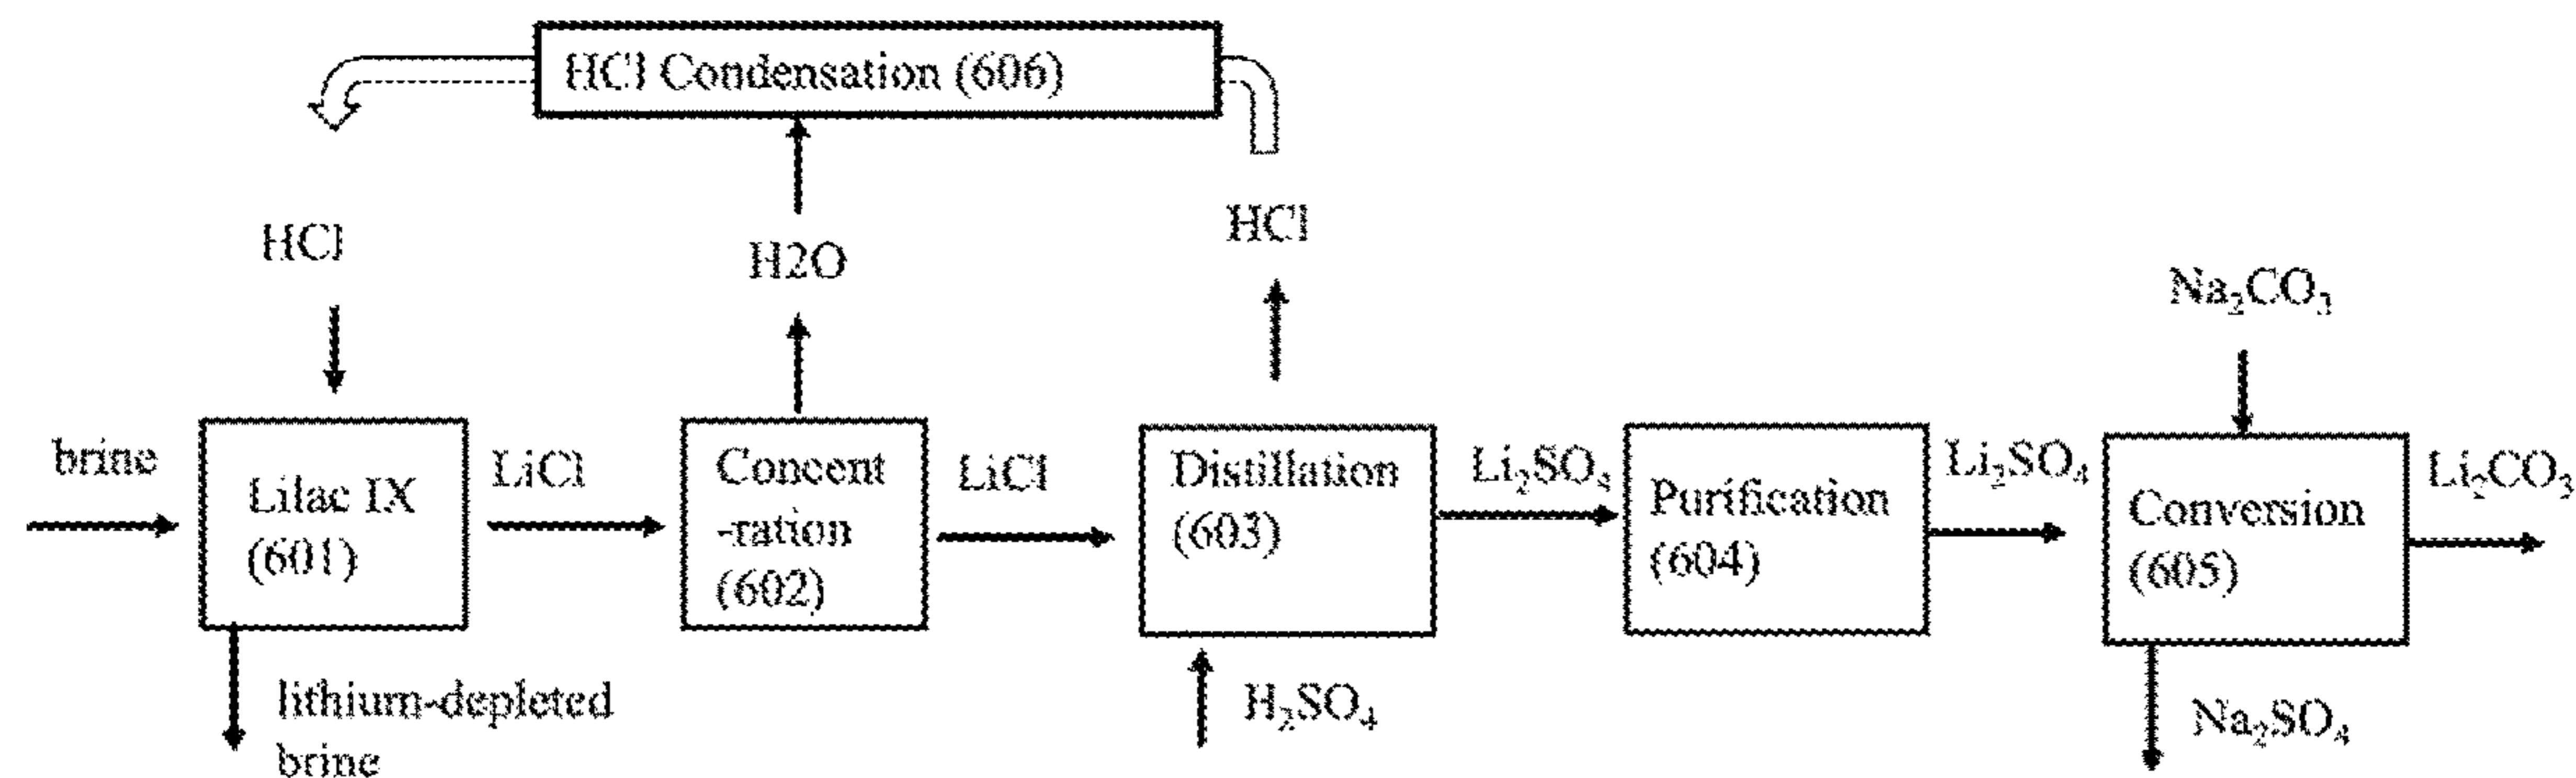 HCl Condensation (606)
HCl
H2O
HCl
Na₂CO₃
brine
Lilac IX
(601)
LiCl
Concent
-ration
(602)
LiCl
Distillation
(603)
Li₂SO₄
Purification
(604)
Li₂SO₄
Conversion
(605)
Li₂CO₃
lithium-depleted
brine
H₂SO₄
Na₂SO₄